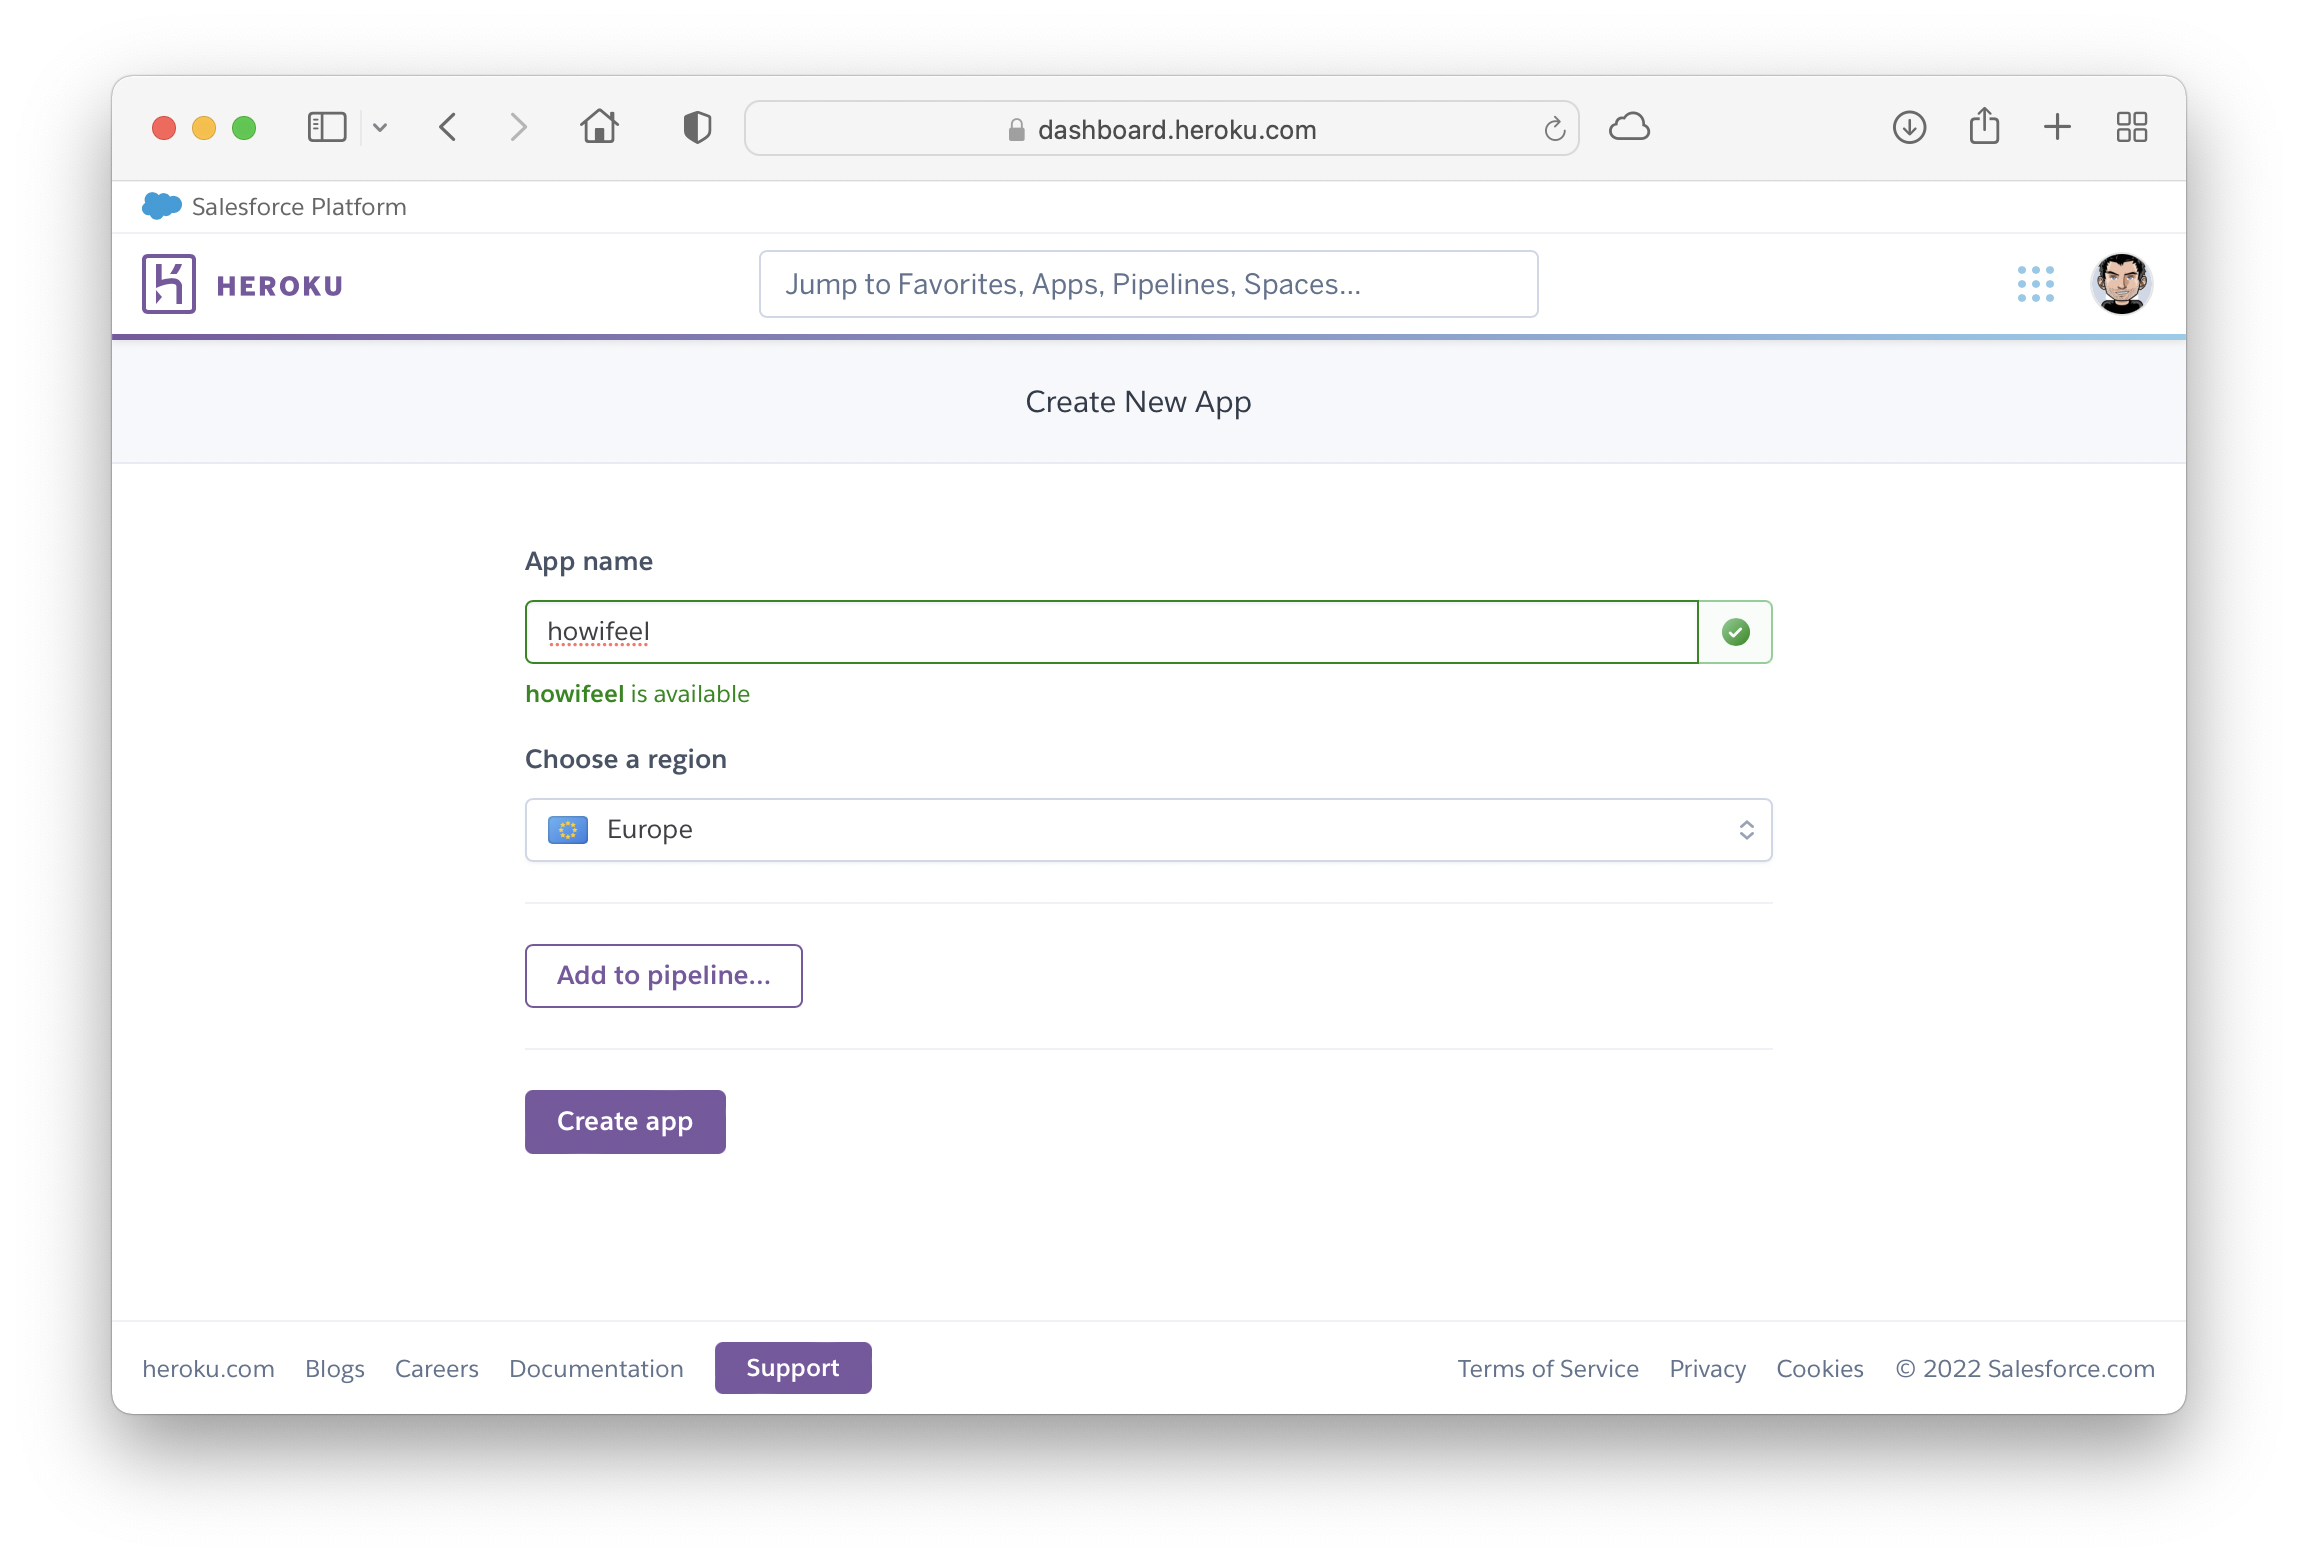 dashboard.heroku.com
Salesforce Platform
HEROKU
Jump to Favorites, Apps, Pipelines, Spaces...
Create New App
App name
howifeel
howifeel is available
Choose a region
Europe
Add to pipeline...
Create app
heroku.com Blogs Careers Documentation Support Terms of Service Privacy Cookies © 2022 Salesforce.com